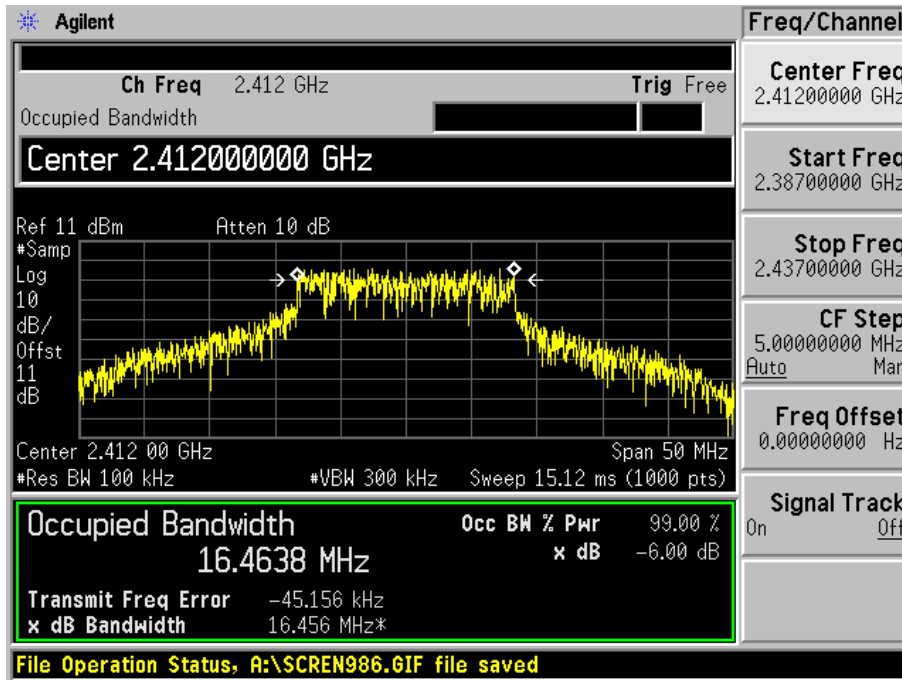 Agilent
Freq/Channel
Ch Freq 2.412 GHz Trig Free
Occupied Bandwidth
Center 2.412000000 GHz
Ref 11 dBm Atten 10 dB
#Samp
Log
10
dB/
Offst
11
dB
Center 2.412 00 GHz Span 50 MHz
#Res BW 100 kHz #VBW 300 kHz Sweep 15.12 ms (1000 pts)
Occupied Bandwidth Occ BW % Pwr 99.00 %
16.4638 MHz x dB -6.00 dB
Transmit Freq Error -45.156 kHz
x dB Bandwidth 16.456 MHz*
File Operation Status, A:\SCREN986.GIF file saved
Center Freq
2.41200000 GHz
Start Freq
2.38700000 GHz
Stop Freq
2.43700000 GHz
CF Step
5.00000000 MHz
Auto Man
Freq Offset
0.00000000 Hz
Signal Track
On Off